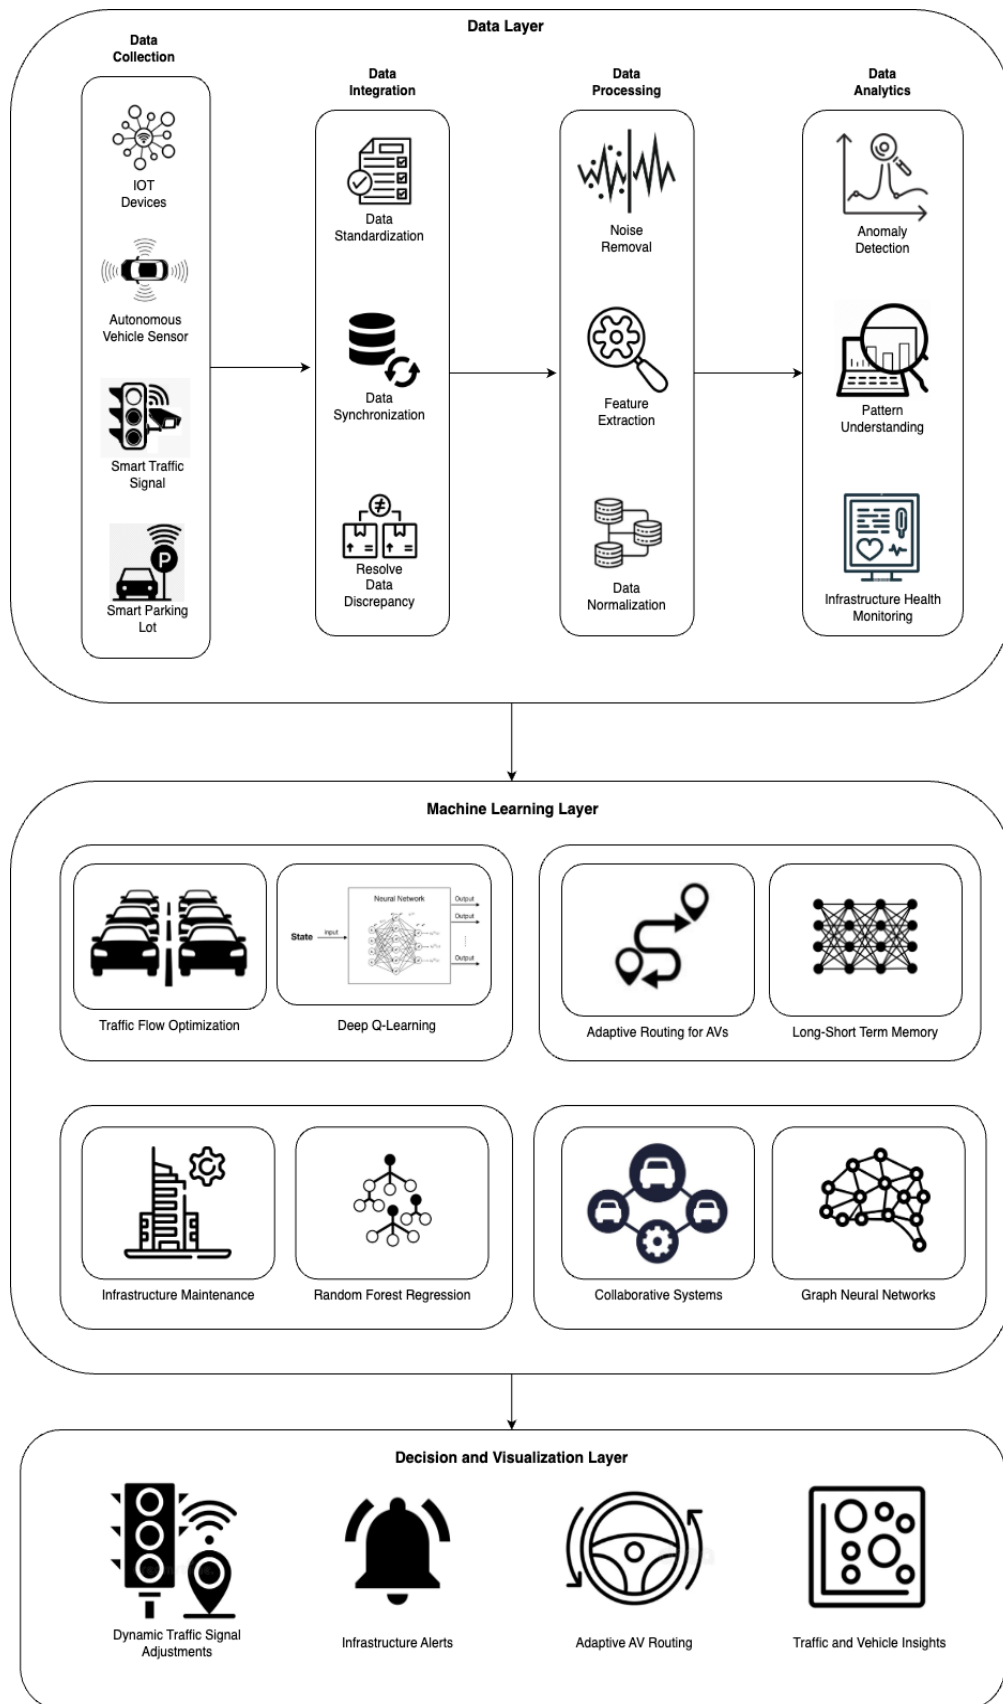 Data Layer
Data
Collection
IOT
Devices
Autonomous
Vehicle Sensor
Smart Traffic
Signal
P
Smart Parking
Lot
Data
Integration
Data
Standardization
Data
Synchronization
Resolve
Data
Discrepancy
Data
Processing
Noise
Removal
Feature
Extraction
Data
Normalization
Data
Analytics
Anomaly
Detection
Pattern
Understanding
Infrastructure Health
Monitoring
Machine Learning Layer
Traffic Flow Optimization
Neural Network
State
input
Output
Output
Output
Deep Q-Learning
Adaptive Routing for AVs
Long-Short Term Memory
Infrastructure Maintenance
Random Forest Regression
Collaborative Systems
Graph Neural Networks
Decision and Visualization Layer
Dynamic Traffic Signal
Adjustments
Infrastructure Alerts
Adaptive AV Routing
Traffic and Vehicle Insights